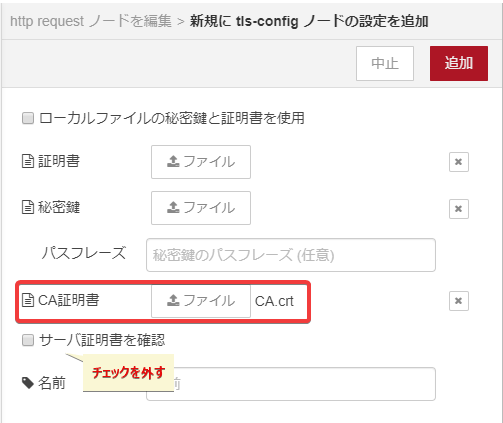 http request ノードを編集 > 新規に tls-config ノードの設定を追加
中止 追加
ローカルファイルの秘密鍵と証明書を使用
証明書 ファイル
秘密鍵 ファイル
パスフレーズ 秘密鍵のパスフレーズ (任意)
CA証明書 ファイル CA.crt
サーバ証明書を確認
チェックを外す
名前